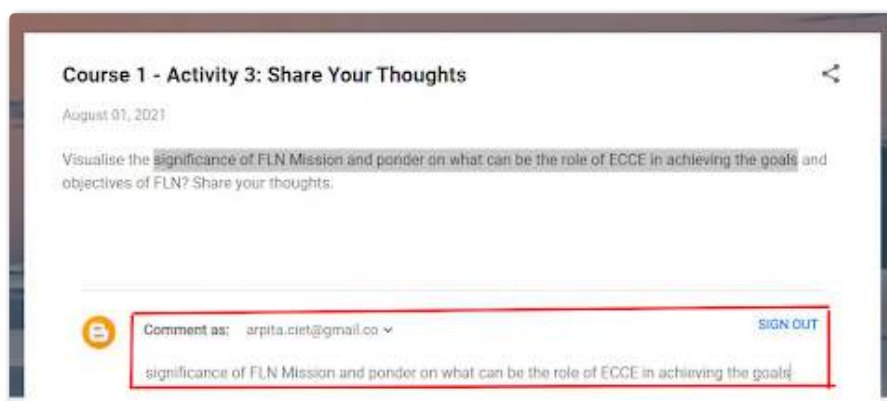 Course 1 - Activity 3: Share Your Thoughts
August 01, 2021
Visualise the significance of FLN Mission and ponder on what can be the role of ECCE in achieving the goals and
objectives of FLN? Share your thoughts.
Comment as: arpita.ciet@gmail.co
SIGN OUT
significance of FLN Mission and ponder on what can be the role of ECCE in achieving the goals